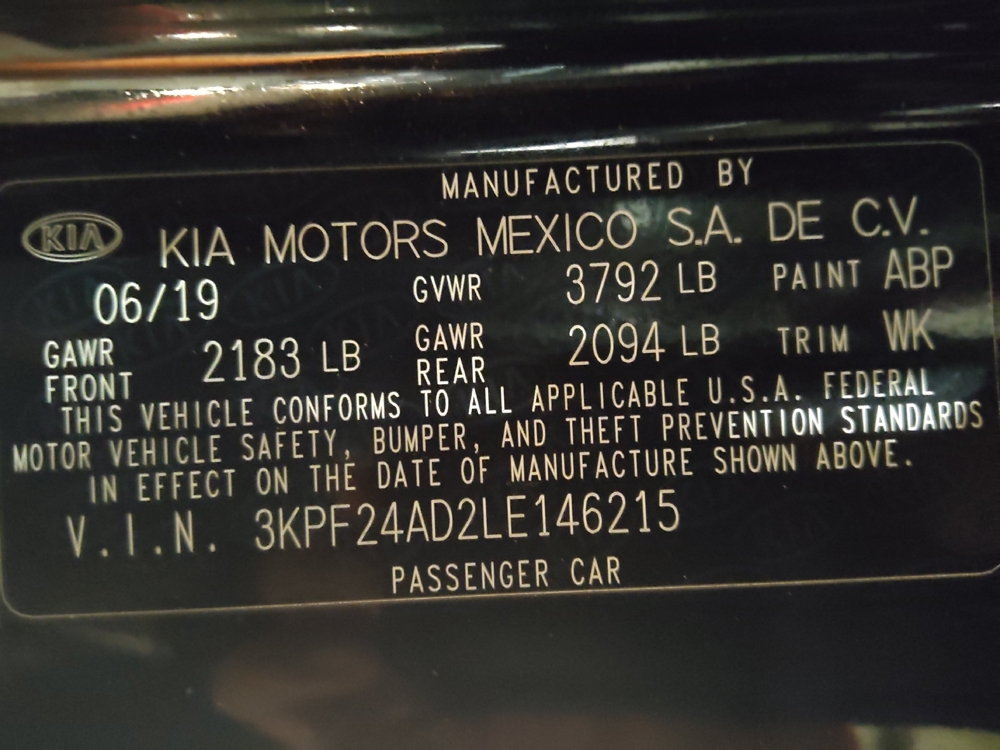 MANUFACTURED BY
KIA KIA MOTORS MEXICO S.A. DE C.V.
06/19 GVWR 3792 LB PAINT ABP
GAWR FRONT 2183 LB GAWR REAR 2094 LB TRIM WK
THIS VEHICLE CONFORMS TO ALL APPLICABLE U.S.A. FEDERAL
MOTOR VEHICLE SAFETY, BUMPER, AND THEFT PREVENTION STANDARDS
IN EFFECT ON THE DATE OF MANUFACTURE SHOWN ABOVE.
V.I.N. 3KPF24AD2LE146215
PASSENGER CAR